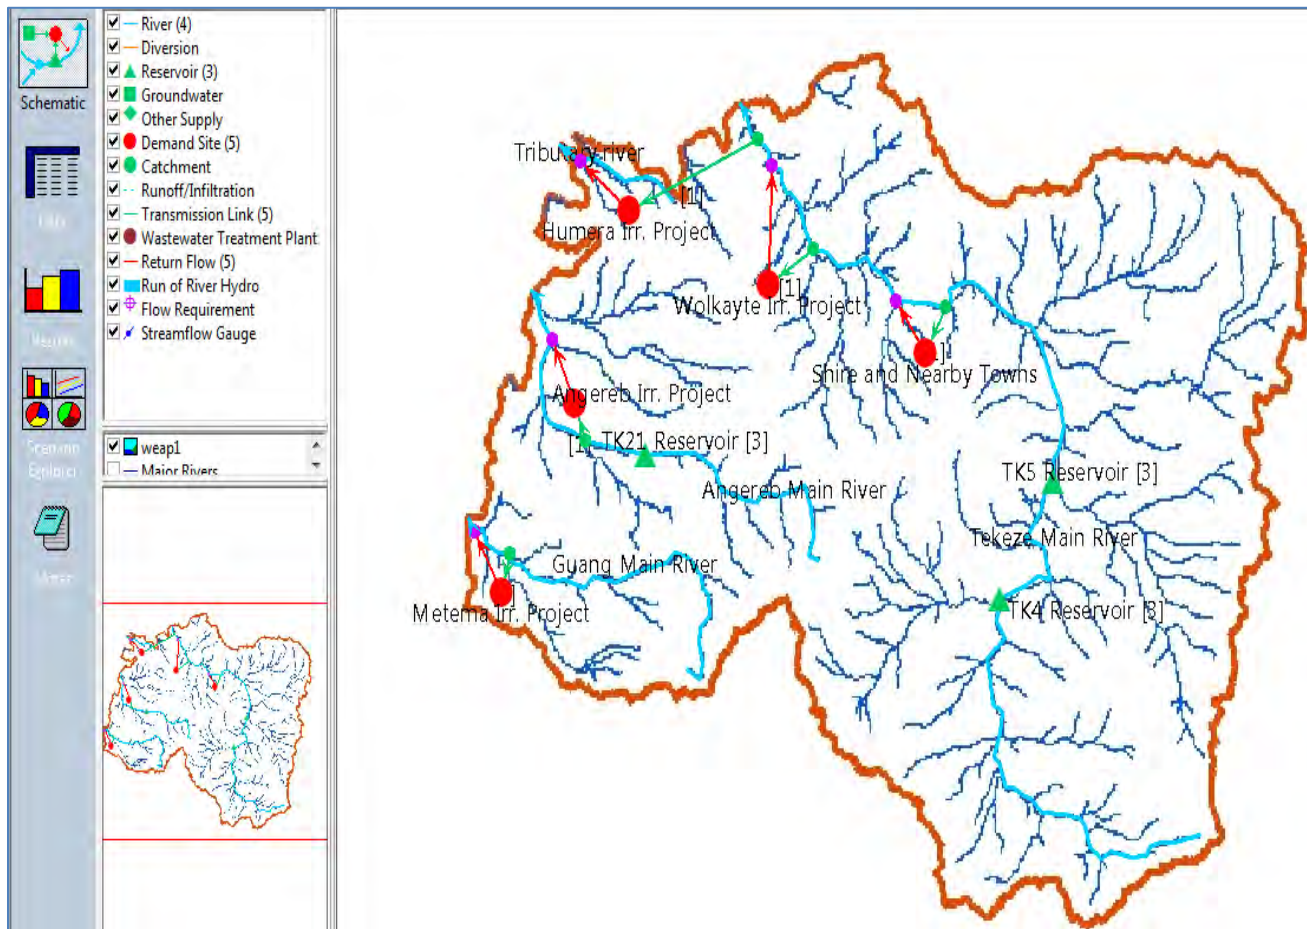 Schematic
River (4)
Diversion
Reservoir (3)
Groundwater
Other Supply
Demand Site (5)
Catchment
Runoff/Infiltration
Transmission Link (5)
Wastewater Treatment Plant
Return Flow (5)
Run of River Hydro
Flow Requirement
Streamflow Gauge
weap1
Major Rivers
Tributary river
[1]
Humera Irr. Project
[1]
Wolkayte Irr. Project
Shire and Nearby Towns
Angereb Irr. Project
TK21 Reservoir [3]
Angereb Main River
TK5 Reservoir [3]
Tekeze Main River
Guang Main River
Metema Irr. Project
TK4 Reservoir [3]